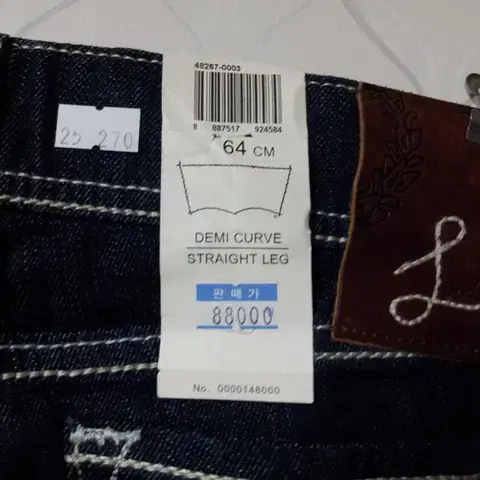 48267-0003
8 887517 924584
64 CM
DEMI CURVE
STRAIGHT LEG
판매가
88000
No. 0000148000
25 270
L